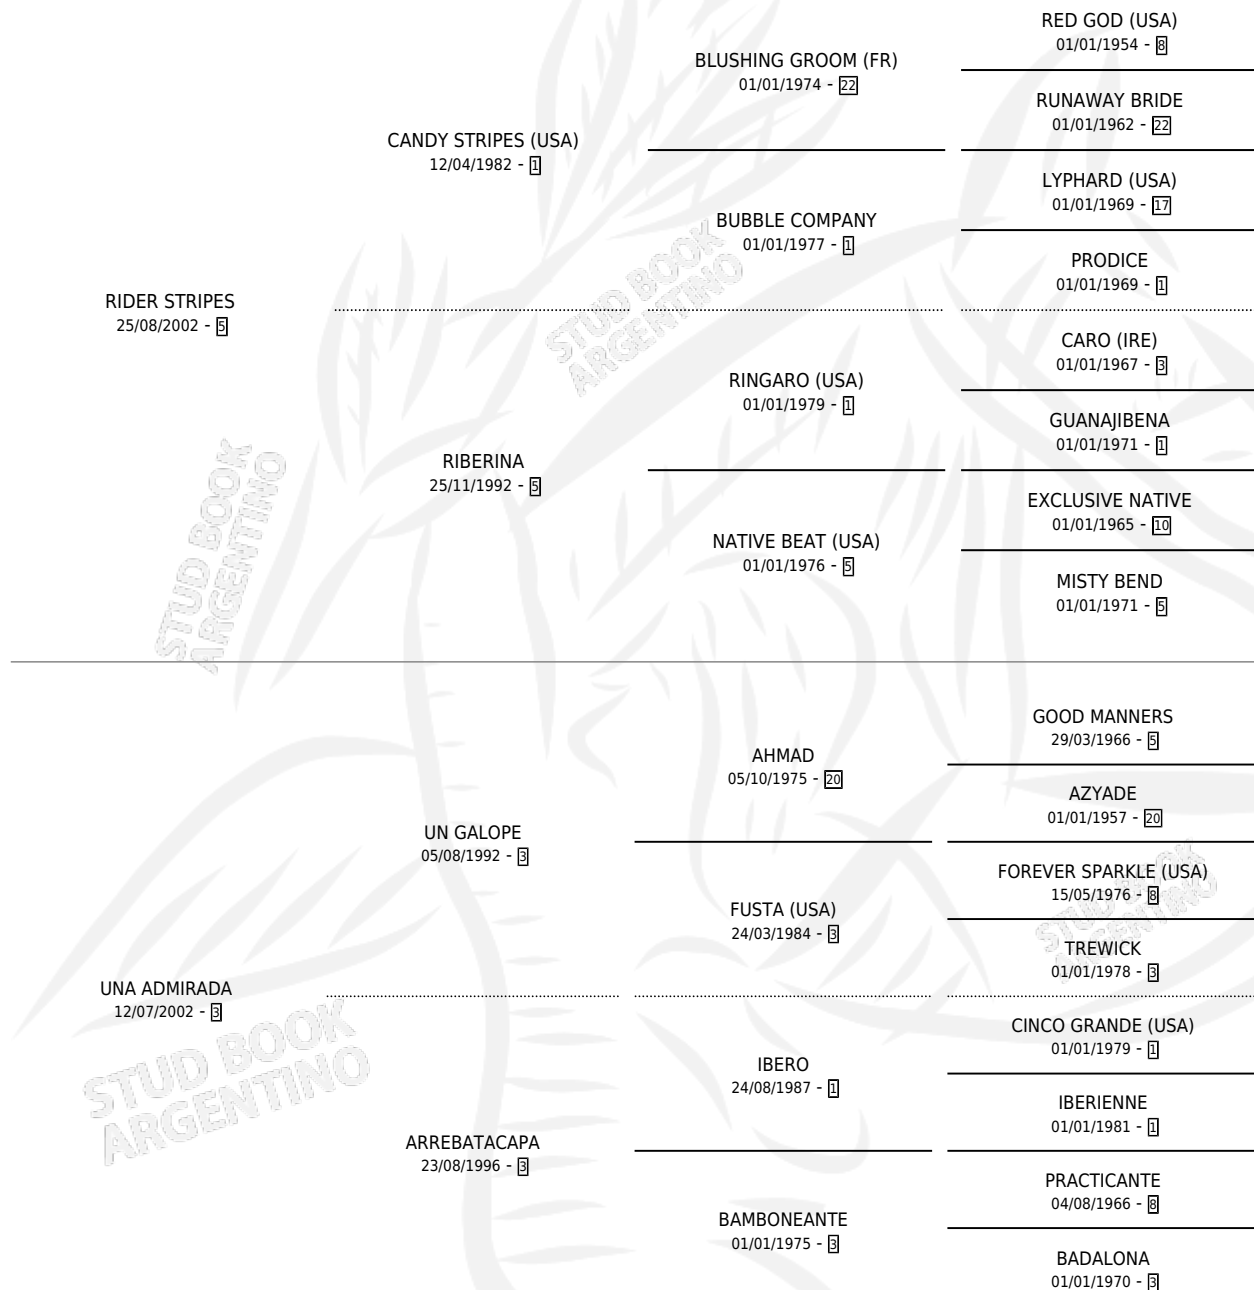 RED GOD (USA)
01/01/1954 - 8
BLUSHING GROOM (FR)
01/01/1974 - 22
RUNAWAY BRIDE
01/01/1962 - 22
CANDY STRIPES (USA)
12/04/1982 - 1
LYPHARD (USA)
01/01/1969 - 17
BUBBLE COMPANY
01/01/1977 - 1
PRODICE
01/01/1969 - 1
RIDER STRIPES
25/08/2002 - 5
CARO (IRE)
01/01/1967 - 3
RINGARO (USA)
01/01/1979 - 1
GUANAJIBENA
01/01/1971 - 1
RIBERINA
25/11/1992 - 5
EXCLUSIVE NATIVE
01/01/1965 - 10
NATIVE BEAT (USA)
01/01/1976 - 5
MISTY BEND
01/01/1971 - 5
STUD BOOK
ARGENTINO
STUD BOOK
ARGENTINO
GOOD MANNERS
29/03/1966 - 5
AHMAD
05/10/1975 - 20
AZYADE
01/01/1957 - 20
UN GALOPE
05/08/1992 - 3
FOREVER SPARKLE (USA)
15/05/1976 - 8
FUSTA (USA)
24/03/1984 - 3
TREWICK
01/01/1978 - 3
UNA ADMIRADA
12/07/2002 - 3
CINCO GRANDE (USA)
01/01/1979 - 1
IBERO
24/08/1987 - 1
IBERIENNE
01/01/1981 - 1
ARREBATACAPA
23/08/1996 - 3
PRACTICANTE
04/08/1966 - 8
BAMBONEANTE
01/01/1975 - 3
BADALONA
01/01/1970 - 3
STUD BOOK
ARGENTINO
STUD BOOK
ARGENTINO